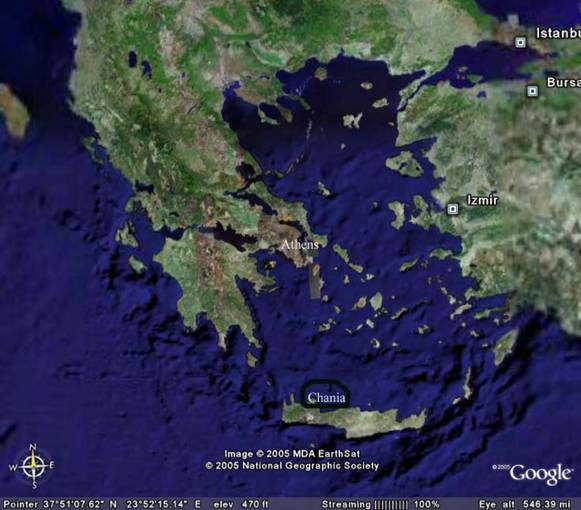 Istanbu
Bursa
Izmir
Athens
Chania
N
W E
S
Image © 2005 MDA EarthSat
© 2005 National Geographic Society
© 2005 Google
Pointer 37°51'07.62" N 23°52'15.14" E elev 470 ft Streaming |||||||||| 100% Eye alt 546.39 mi